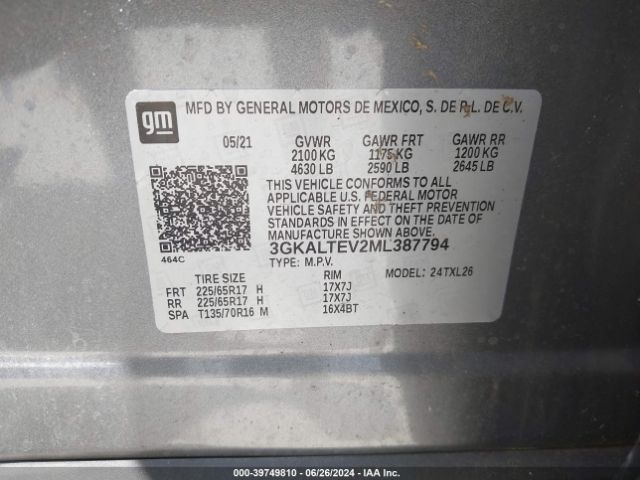 gm
MFD BY GENERAL MOTORS DE MEXICO, S. DE R.L. DE C.V.
05/21 GVWR GAWR FRT GAWR RR
2100 KG 1175 KG 1200 KG
4630 LB 2590 LB 2645 LB
THIS VEHICLE CONFORMS TO ALL
APPLICABLE U.S. FEDERAL MOTOR
VEHICLE SAFETY AND THEFT PREVENTION
STANDARDS IN EFFECT ON THE DATE OF
MANUFACTURE SHOWN ABOVE.
3GKALTEV2ML387794
464C
TYPE: M.P.V.
TIRE SIZE RIM MODEL: 24TXL26
FRT 225/65R17 H 17X7J
RR 225/65R17 H 17X7J
SPA T135/70R16 M 16X4BT
000-39749810 - 06/26/2024 - IAA Inc.